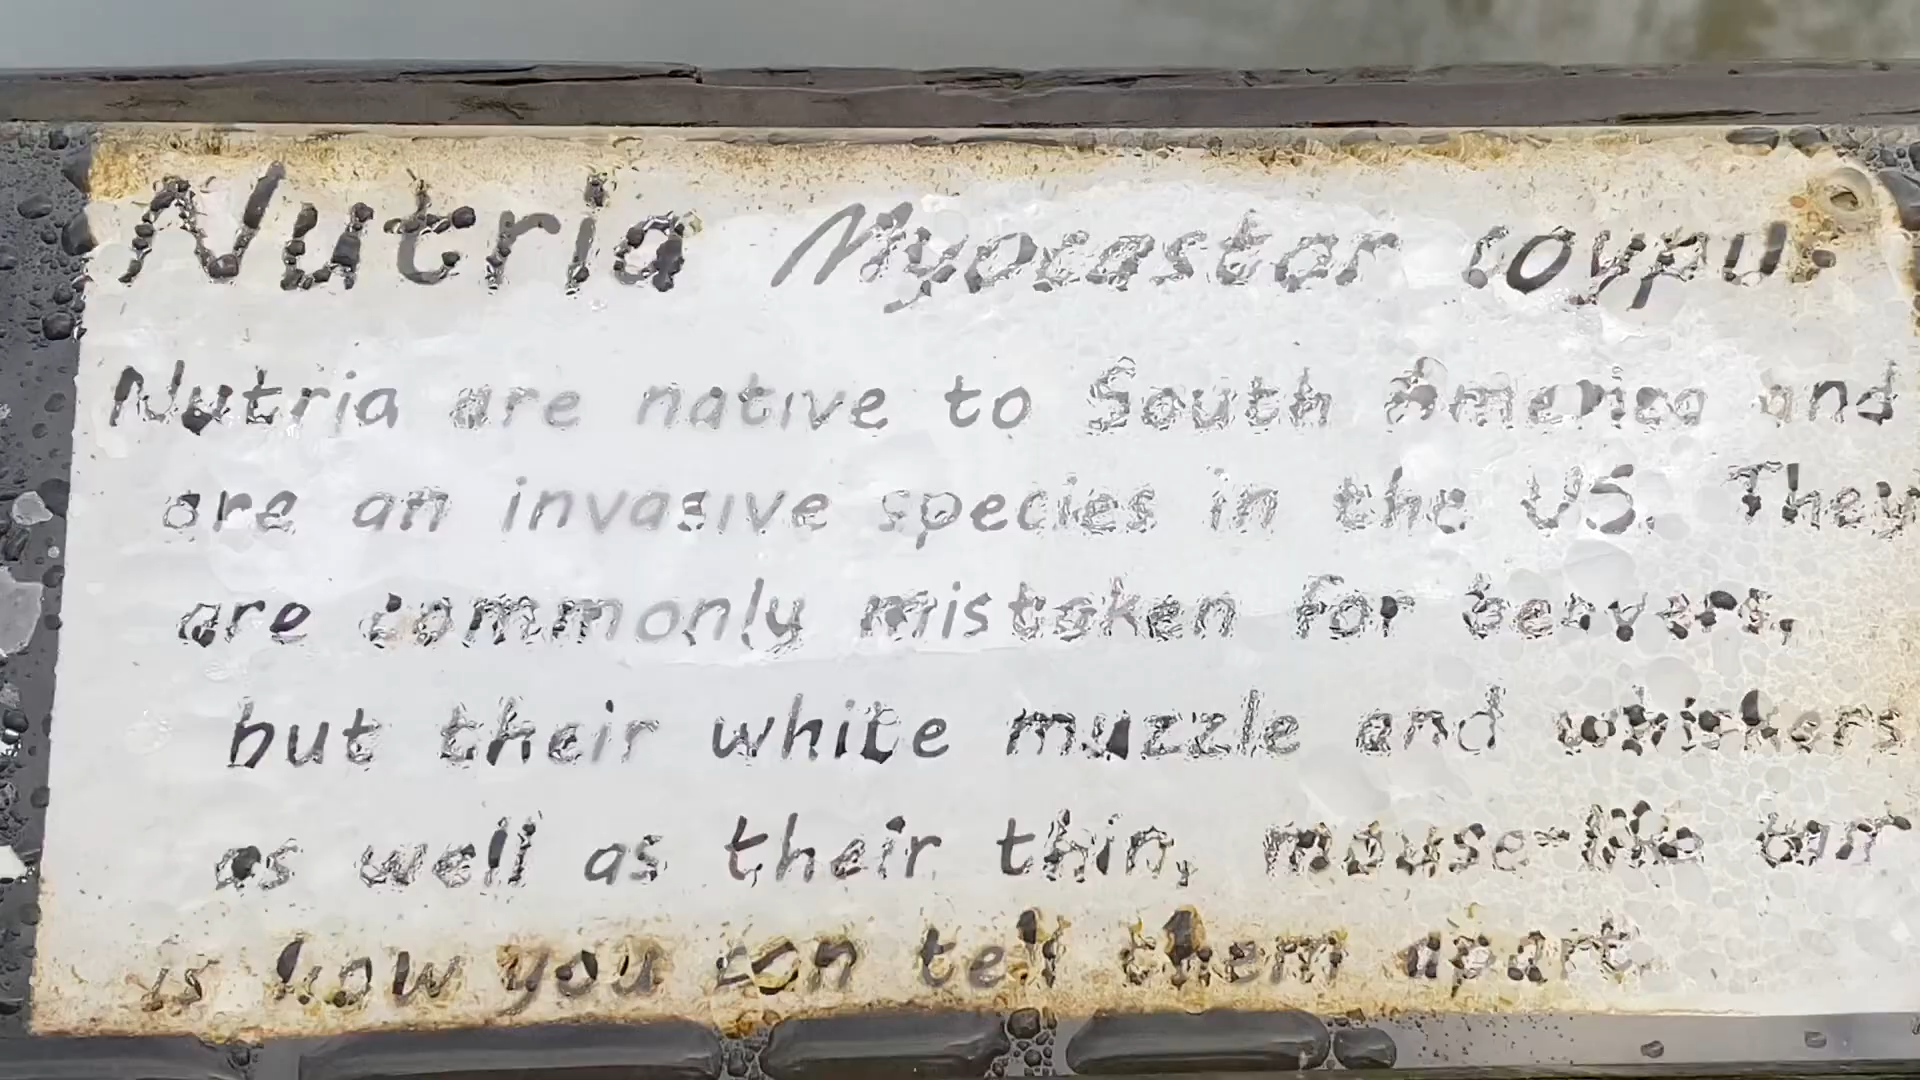 Nutria Myocastor coypu:
Nutria are native to South America and
are an invasive species in the US. They
are commonly mistaken for beavers,
but their white muzzle and whiskers
as well as their thin, mouse-like
is how you can tell them apart.